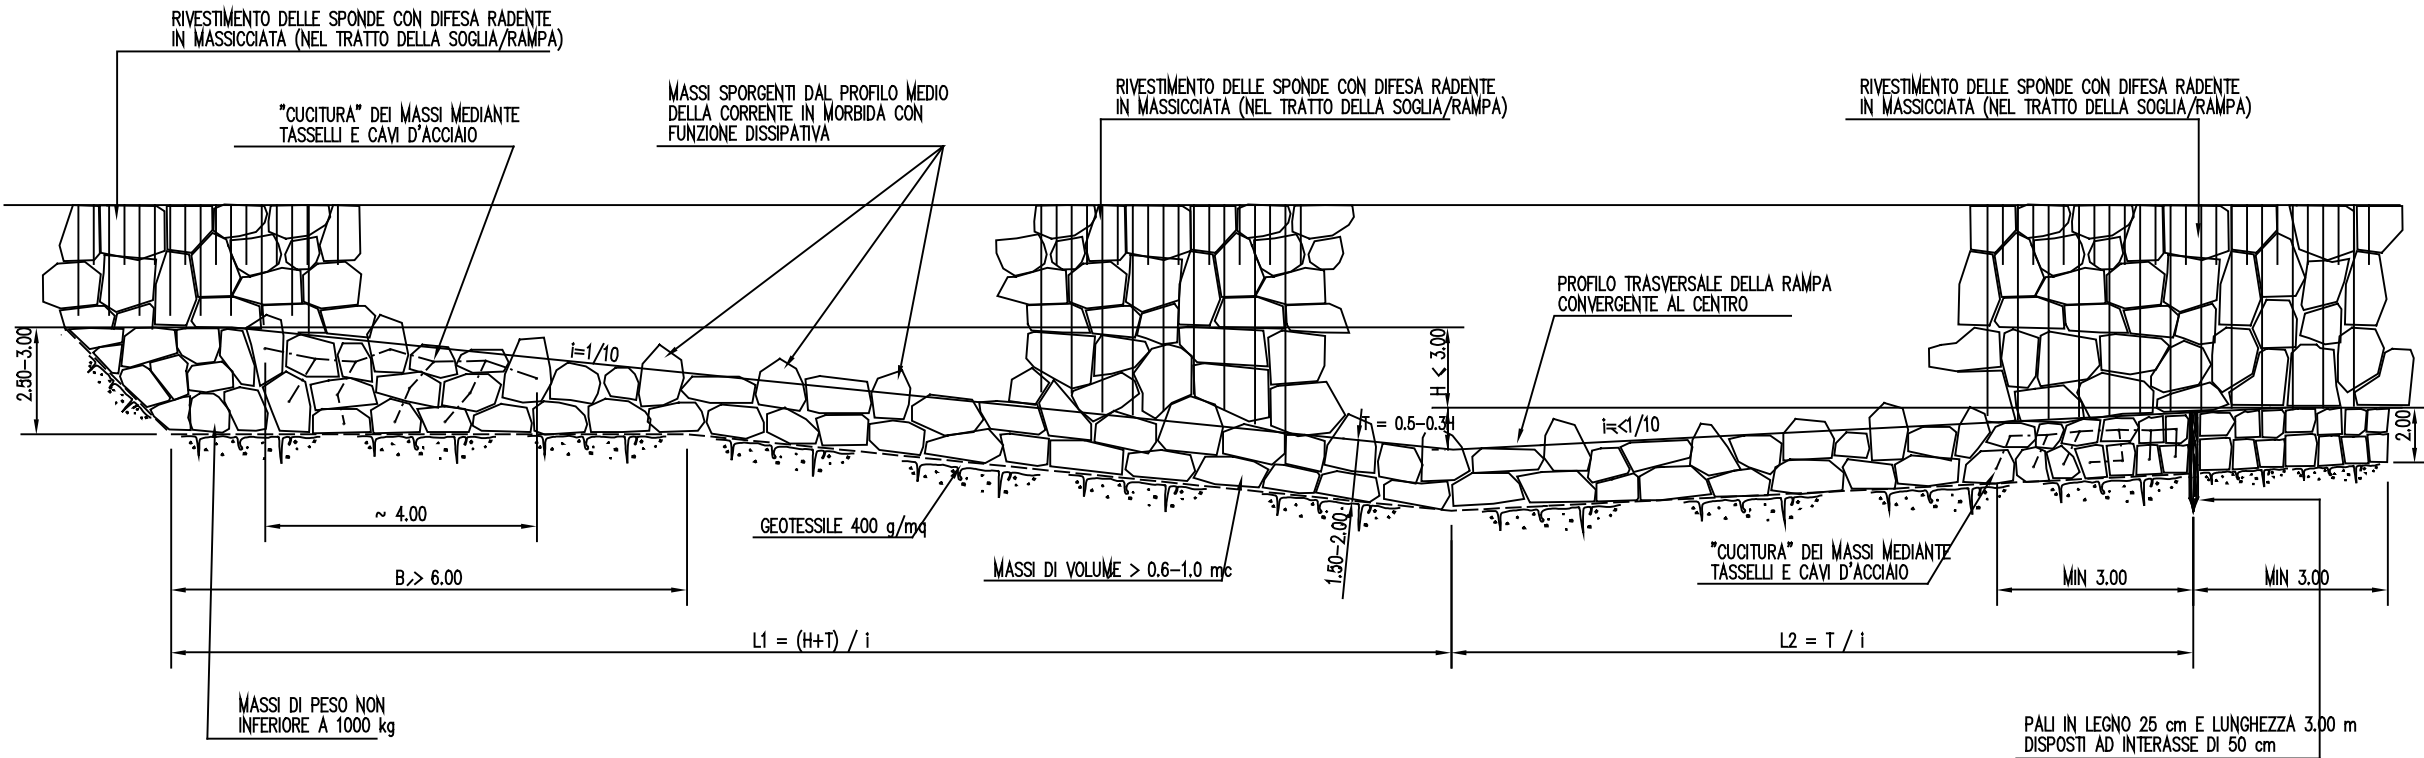 RIVESTIMENTO DELLE SPONDE CON DIFESA RADENTE
IN MASSICCIATA (NEL TRATTO DELLA SOGLIA/RAMPA)
"CUCITURA" DEI MASSI MEDIANTE
TASSELLI E CAVI D'ACCIAIO
MASSI SPORGENTI DAL PROFILO MEDIO
DELLA CORRENTE IN MORBIDA CON
FUNZIONE DISSIPATIVA
RIVESTIMENTO DELLE SPONDE CON DIFESA RADENTE
IN MASSICCIATA (NEL TRATTO DELLA SOGLIA/RAMPA)
RIVESTIMENTO DELLE SPONDE CON DIFESA RADENTE
IN MASSICCIATA (NEL TRATTO DELLA SOGLIA/RAMPA)
PROFILO TRASVERSALE DELLA RAMPA
CONVERGENTE AL CENTRO
2.50-3.00
i=1/10
H < 3.00
T = 0.5-0.3H
i=<1/10
2.00
~ 4.00
GEOTESSILE 400 g/mq
1.50-2.00
MASSI DI VOLUME > 0.6-1.0 mc
"CUCITURA" DEI MASSI MEDIANTE
TASSELLI E CAVI D'ACCIAIO
B > 6.00
MIN 3.00
MIN 3.00
L1 = (H+T) / i
L2 = T / i
MASSI DI PESO NON
INFERIORE A 1000 kg
PALI IN LEGNO 25 cm E LUNGHEZZA 3.00 m
DISPOSTI AD INTERASSE DI 50 cm